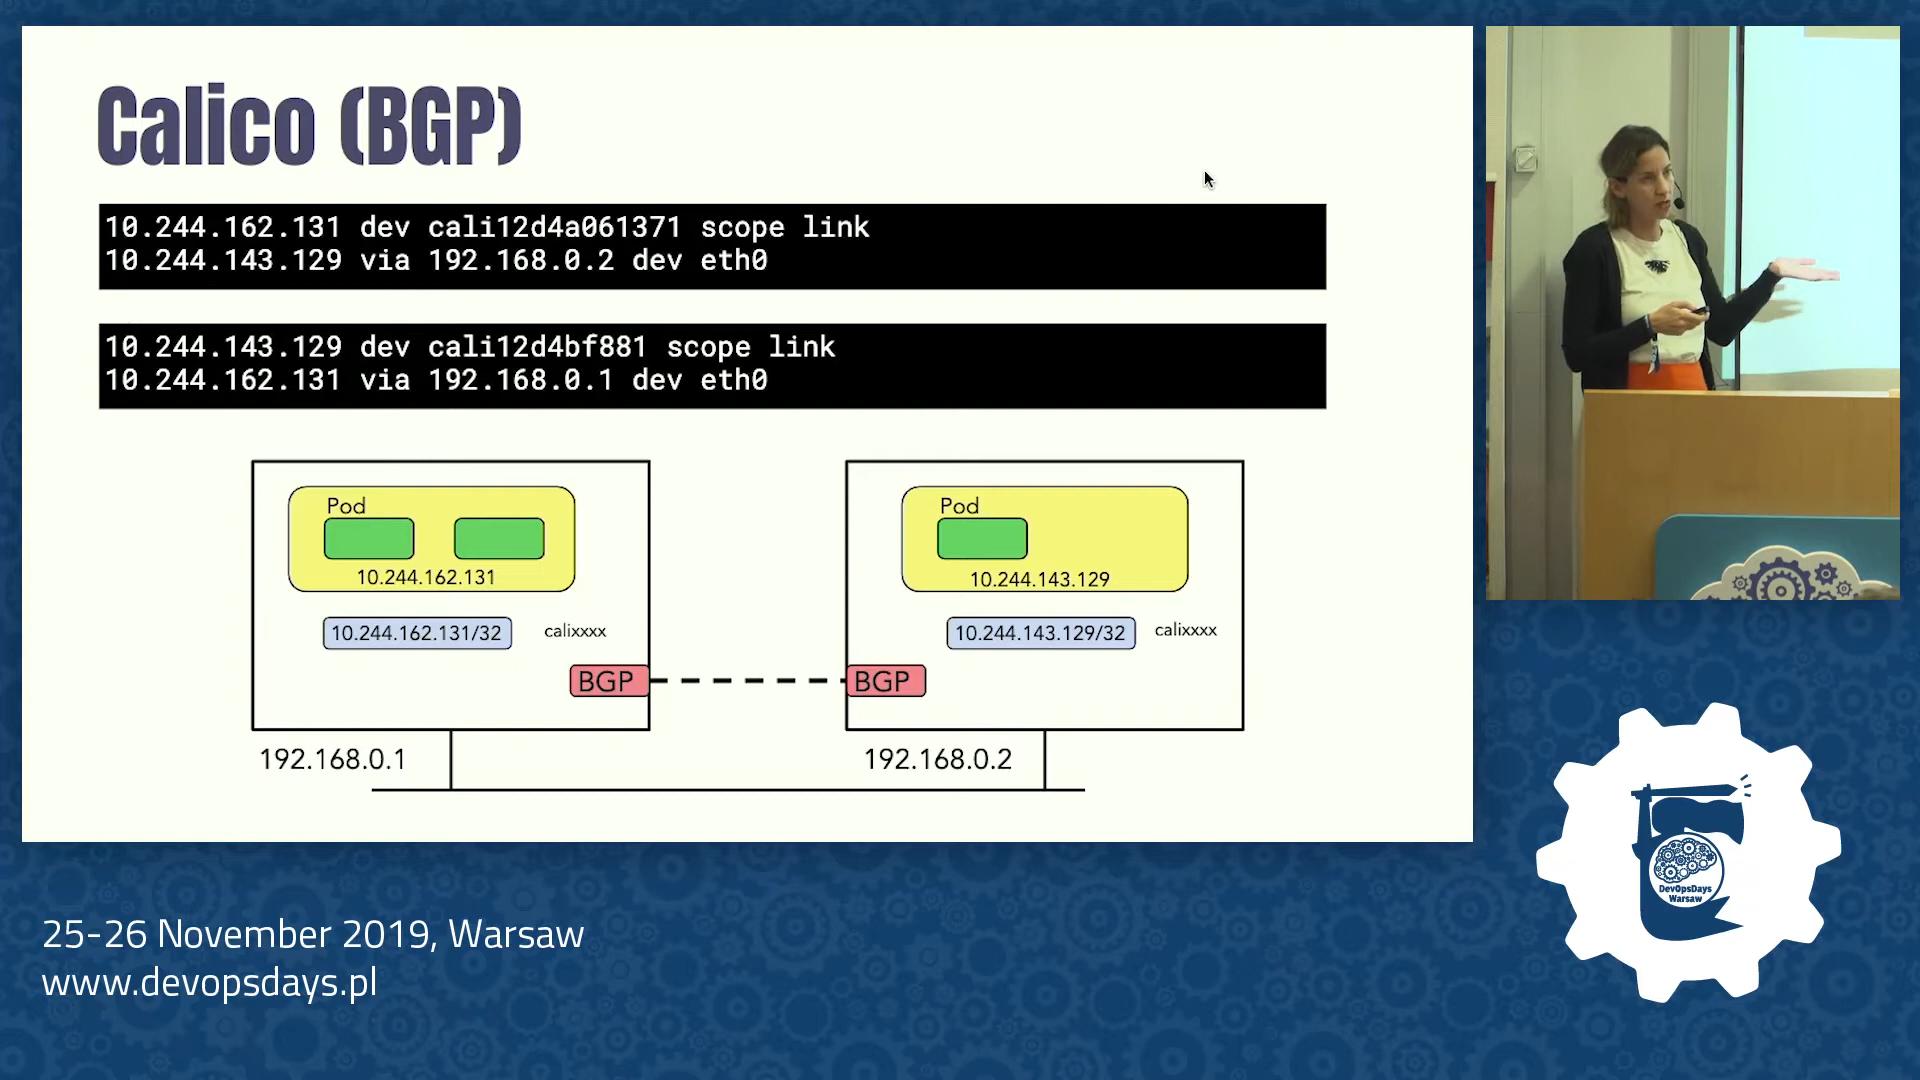 Calico (BGP)
10.244.162.131 dev cali12d4a061371 scope link
10.244.143.129 via 192.168.0.2 dev eth0
10.244.143.129 dev cali12d4bf881 scope link
10.244.162.131 via 192.168.0.1 dev eth0
Pod
10.244.162.131
10.244.162.131/32
calixxxx
BGP
192.168.0.1
Pod
10.244.143.129
10.244.143.129/32
calixxxx
BGP
192.168.0.2
25-26 November 2019, Warsaw
www.devopsdays.pl
DevOpsDays
Warsaw